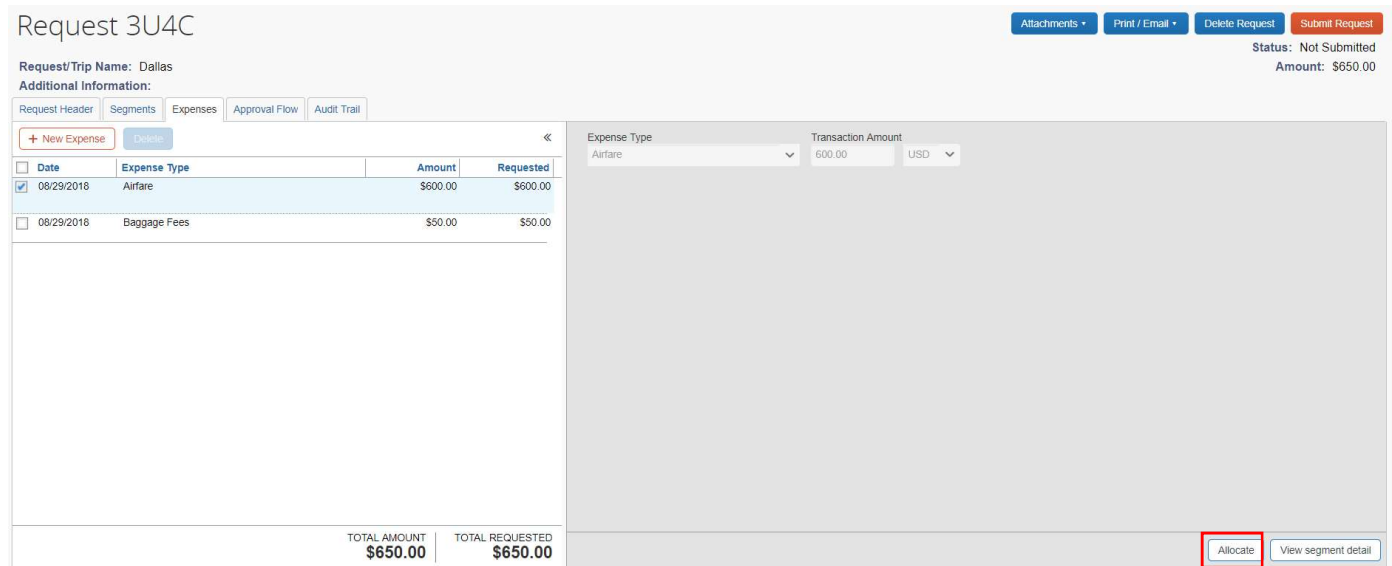 Request 3U4C
Attachments Print / Email Delete Request Submit Request
Status: Not Submitted
Request/Trip Name: Dallas
Amount: $650.00
Additional Information:
Request Header Segments Expenses Approval Flow Audit Trail
+ New Expense Delete «
Expense Type Transaction Amount
Airfare 600.00 USD
Date Expense Type Amount Requested
08/29/2018 Airfare $600.00 $600.00
08/29/2018 Baggage Fees $50.00 $50.00
TOTAL AMOUNT TOTAL REQUESTED
$650.00 $650.00
Allocate View segment detail